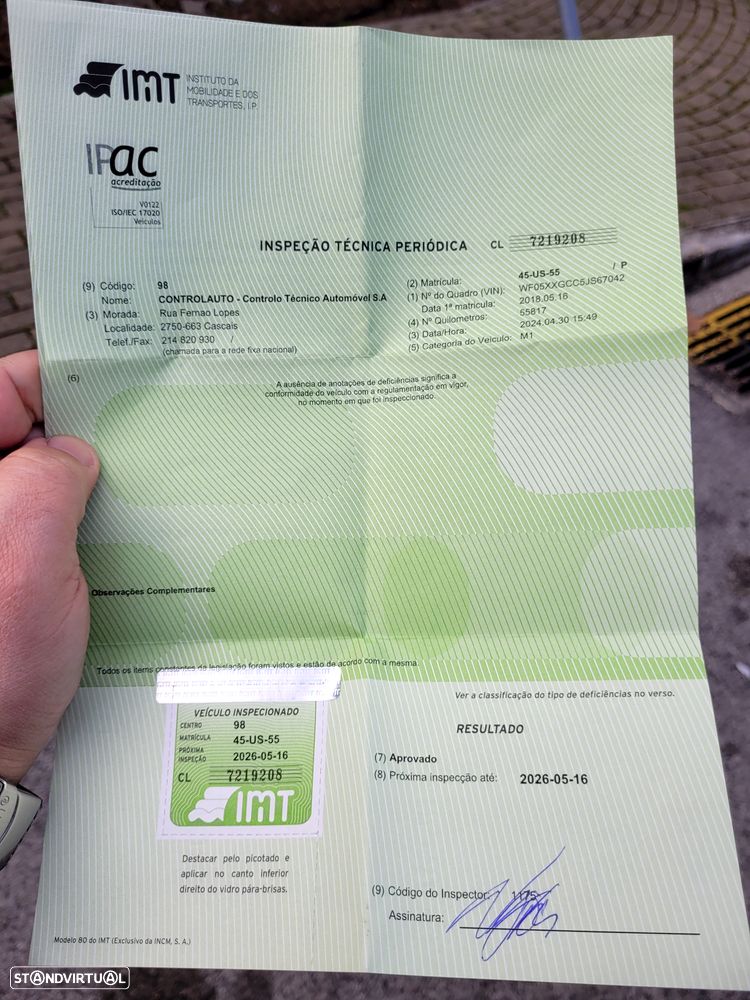 IMT INSTITUTO DA
MOBILIDADE E DOS
TRANSPORTES, I.P.
IPAC
acreditação
V0122
ISO/IEC 17020
Veículos
INSPEÇÃO TÉCNICA PERIÓDICA CL 7219208
(9) Código: 98
Nome: CONTROLAUTO - Controlo Técnico Automóvel S.A
(3) Morada: Rua Fernao Lopes
Localidade: 2750-663 Cascais
Telef./Fax: 214 820 930 /
(chamada para a rede fixa nacional)
(2) Matricula: 45-US-55 / P
(1) Nº do Quadro (VIN): WF05XXGCC5JS67042
Data 1ª matricula: 2018.05.16
(4) Nº Quilometros: 55817
(3) Data/Hora: 2024.04.30 15:49
(5) Categoria do Veículo: M1
(6)
A ausência de anotações de deficiências significa a
conformidade do veículo com a regulamentação em vigor,
no momento em que foi inspeccionado.
Observações Complementares
Todos os items constantes da legislação foram vistos e estão de acordo com a mesma.
Ver a classificação do tipo de deficiências no verso.
VEÍCULO INSPECIONADO
CENTRO 98
MATRÍCULA 45-US-55
PRÓXIMA
INSPEÇÃO 2026-05-16
CL 7219208
IMT
Destacar pelo picotado e
aplicar no canto inferior
direito do vidro pára-brisas.
RESULTADO
(7) Aprovado
(8) Próxima inspecção até: 2026-05-16
(9) Código do Inspector: 1175
Assinatura:
Modelo 80 do IMT (Exclusivo da INCM, S. A.)
STANDVIRTUAL